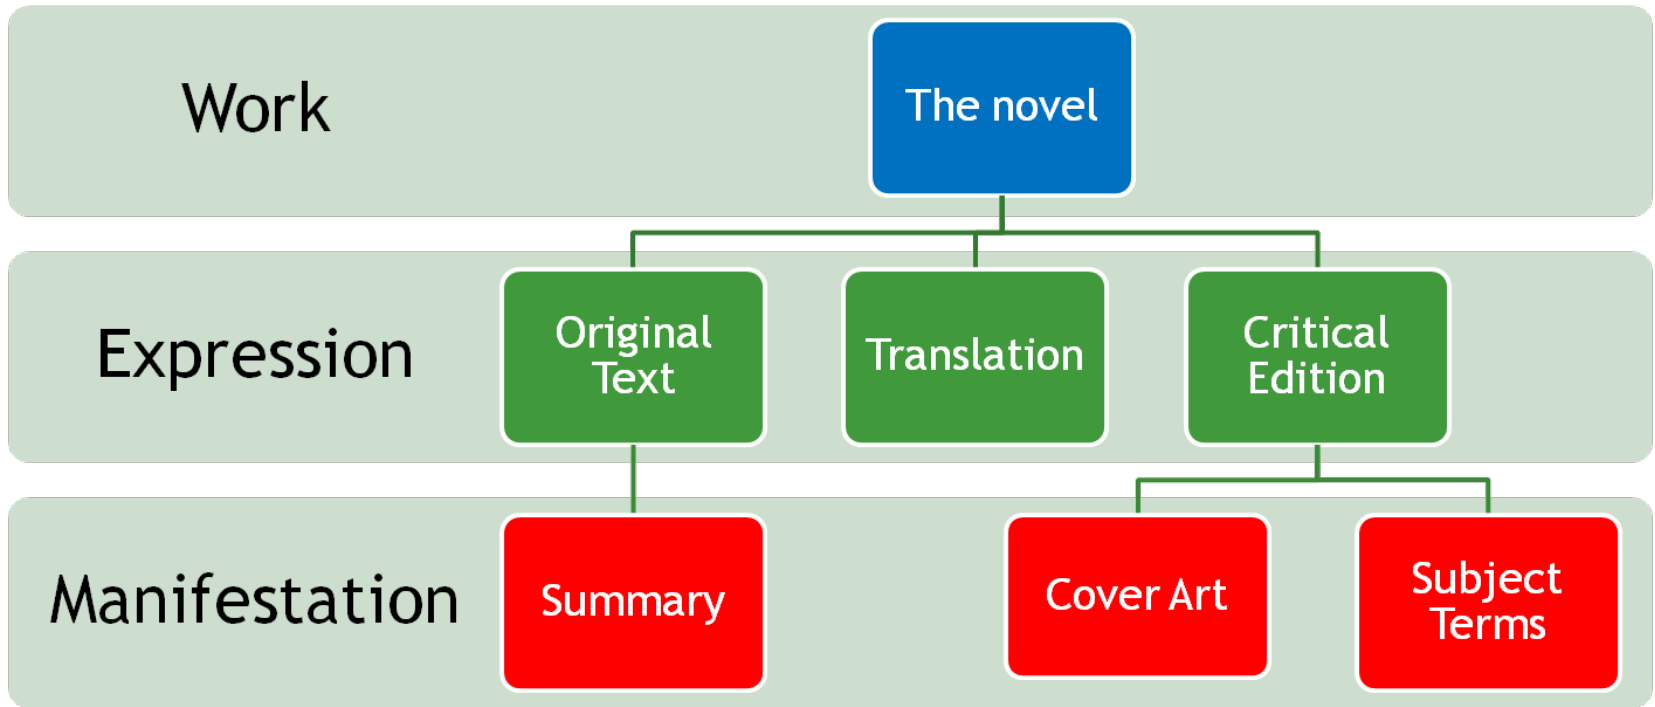 Work
The novel
Expression
Original
Text
Translation
Critical
Edition
Manifestation
Summary
Cover Art
Subject
Terms